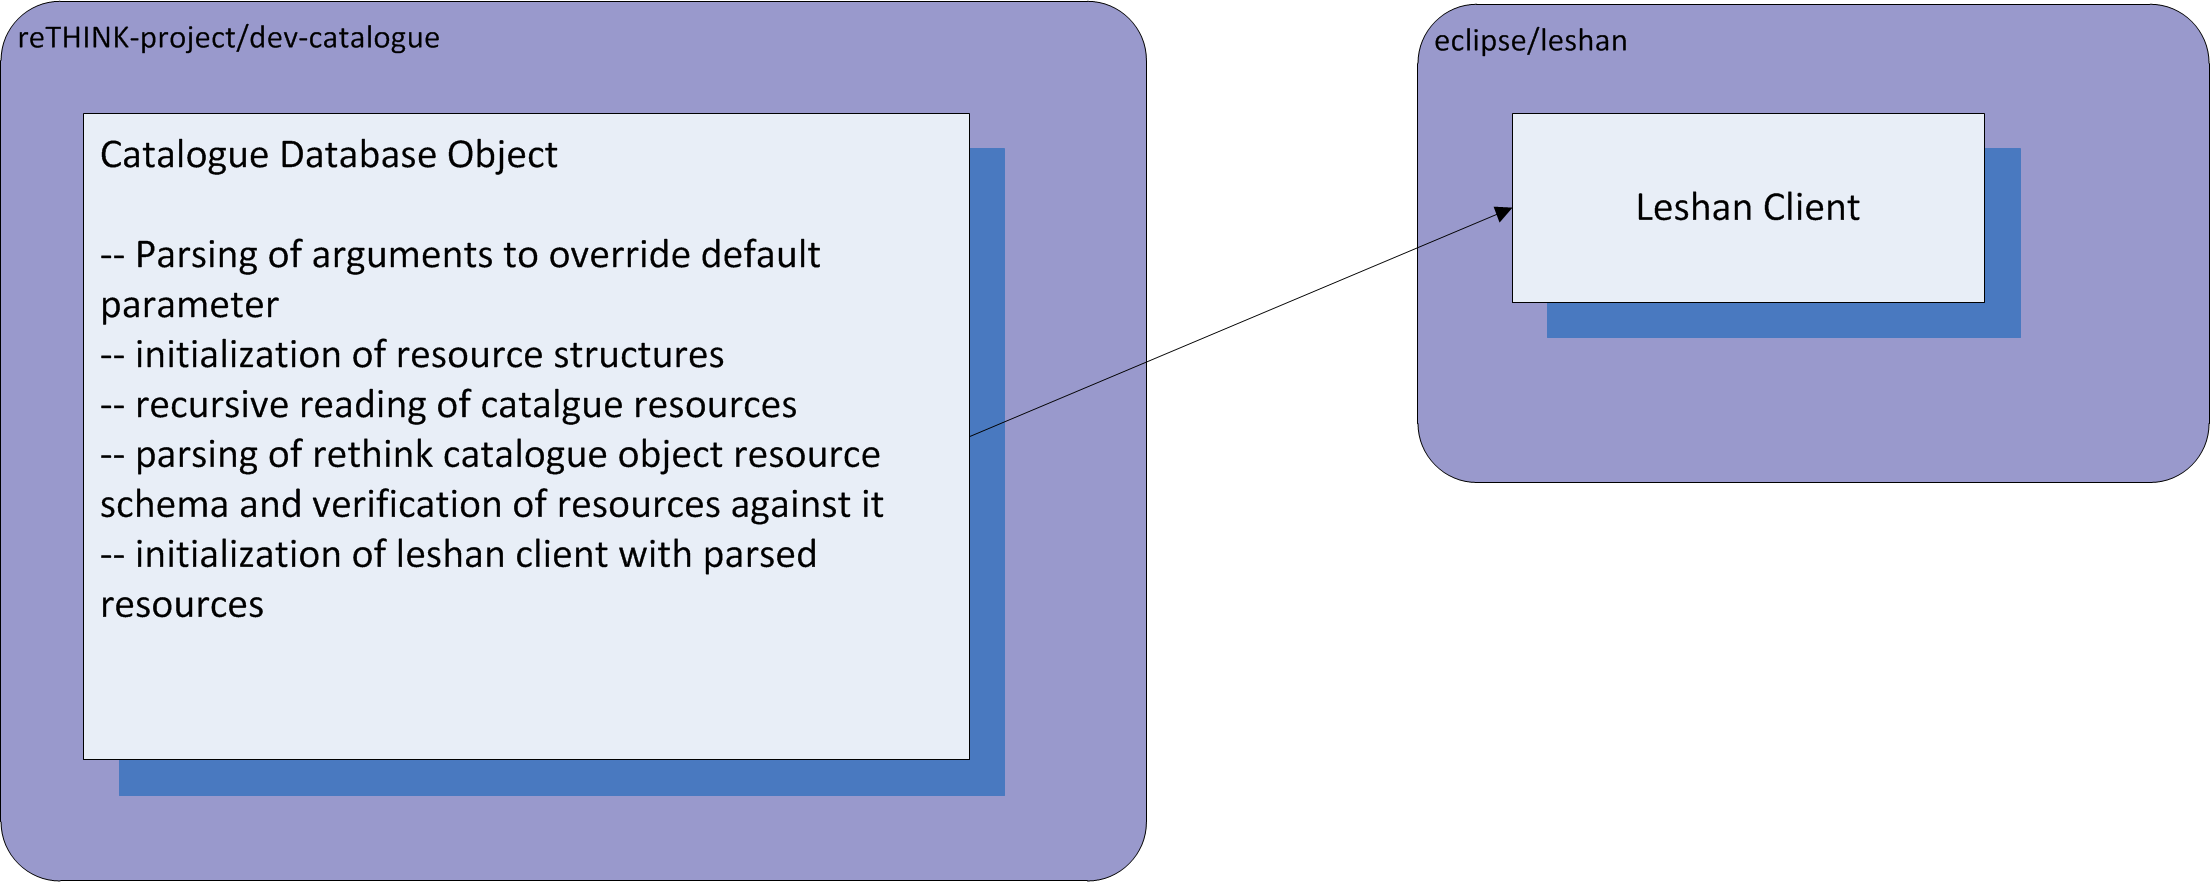 reTHINK-project/dev-catalogue
Catalogue Database Object
-- Parsing of arguments to override default
parameter
-- initialization of resource structures
-- recursive reading of catalgue resources
-- parsing of rethink catalogue object resource
schema and verification of resources against it
-- initialization of leshan client with parsed
resources
eclipse/leshan
Leshan Client